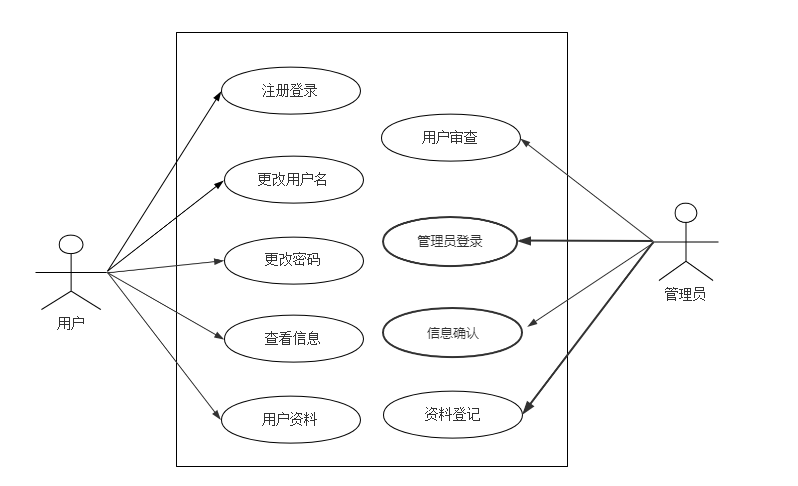 注册登录
用户审查
更改用户名
管理员登录
更改密码
管理员
用户
信息确认
查看信息
资料登记
用户资料